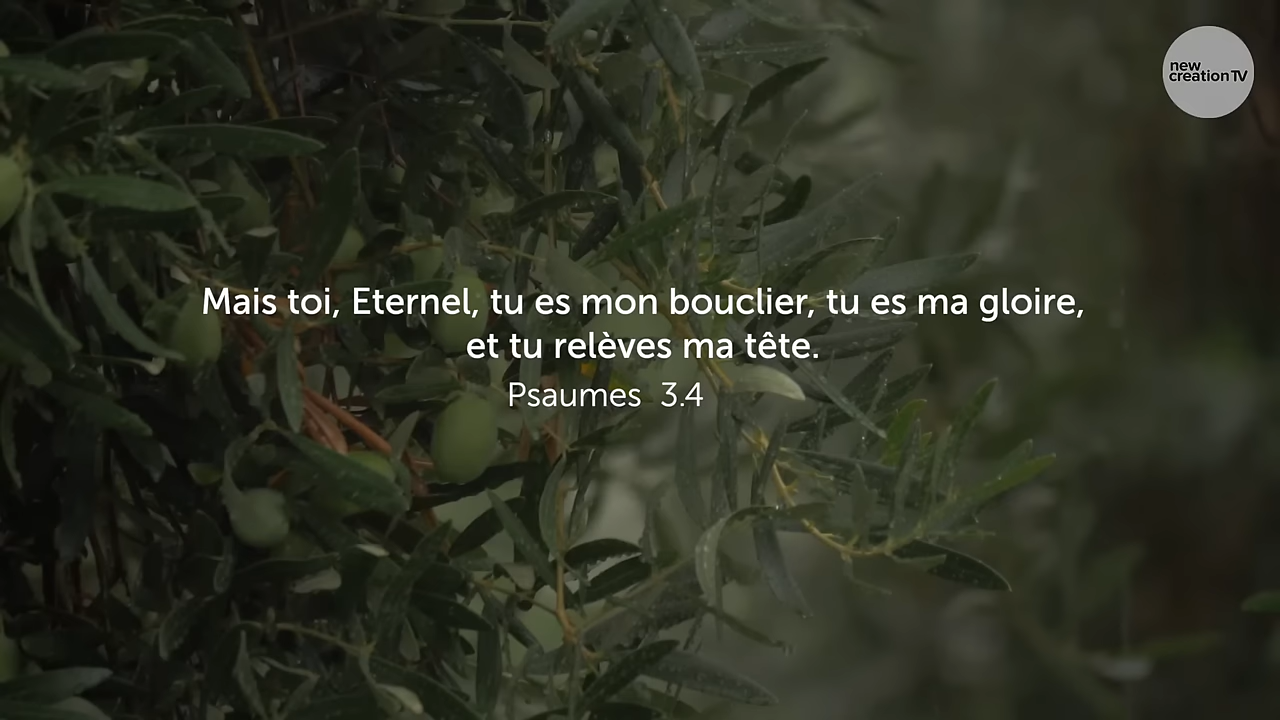 new
creation TV
Mais toi, Eternel, tu es mon bouclier, tu es ma gloire,
et tu relèves ma tête.
Psaumes 3.4